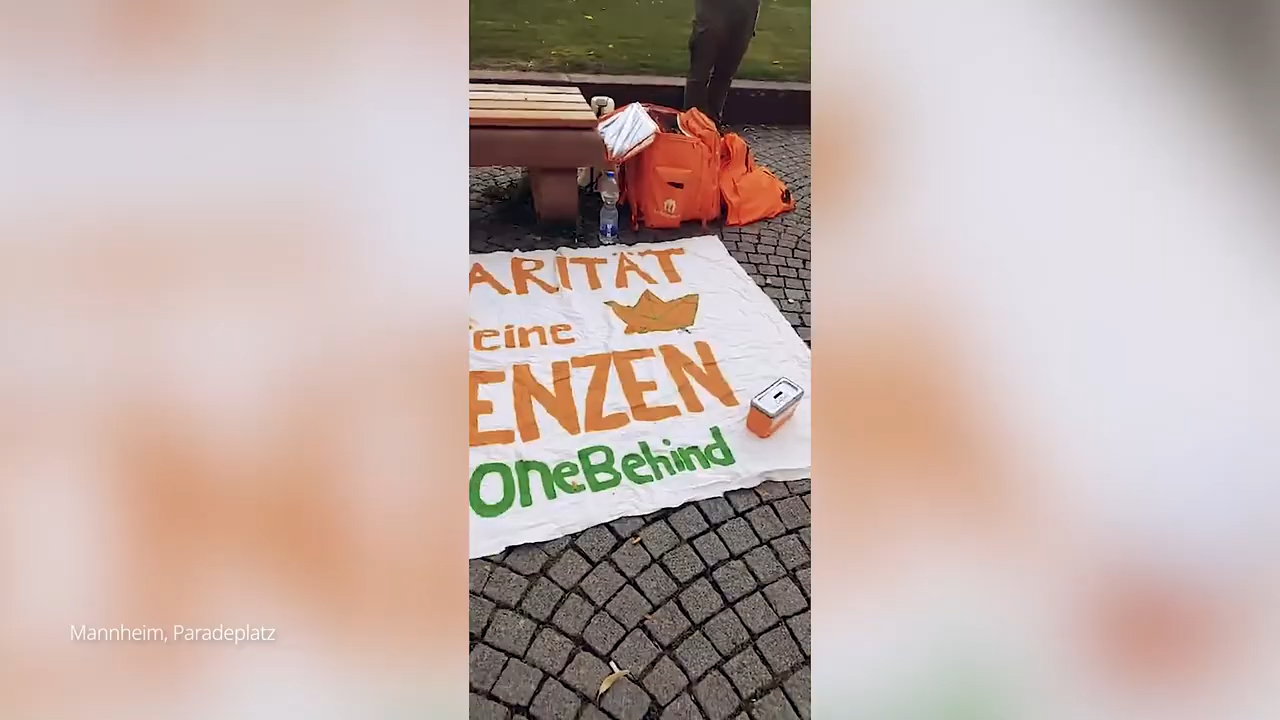 ARITÄT
eine
ENZEN
OneBehind
Mannheim, Paradeplatz